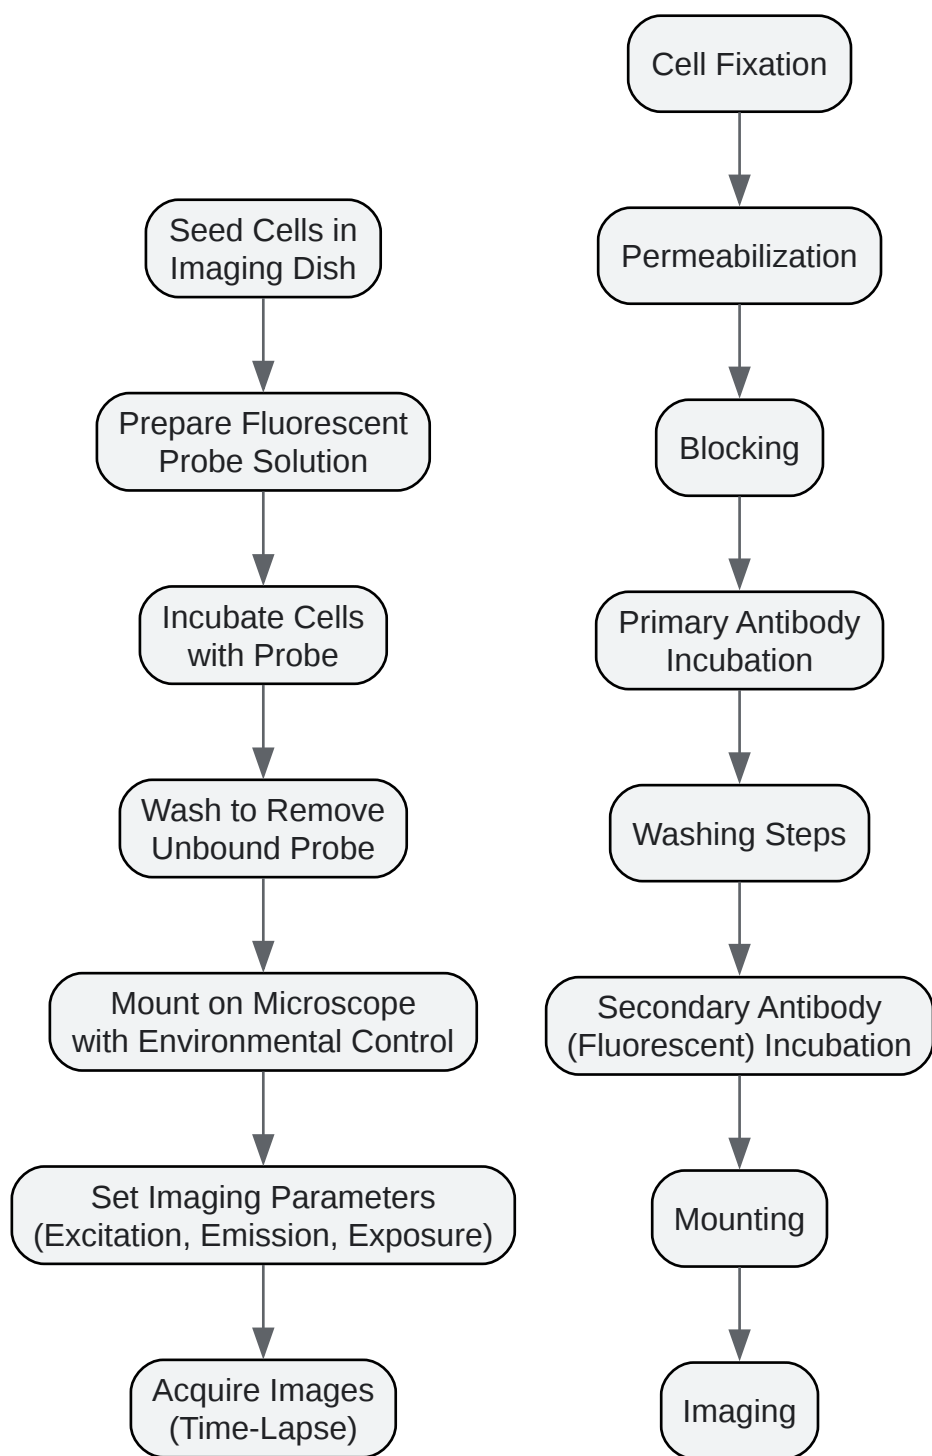 Seed Cells in
Imaging Dish
Prepare Fluorescent
Probe Solution
Incubate Cells
with Probe
Wash to Remove
Unbound Probe
Mount on Microscope
with Environmental Control
Set Imaging Parameters
(Excitation, Emission, Exposure)
Acquire Images
(Time-Lapse)
Cell Fixation
Permeabilization
Blocking
Primary Antibody
Incubation
Washing Steps
Secondary Antibody
(Fluorescent) Incubation
Mounting
Imaging